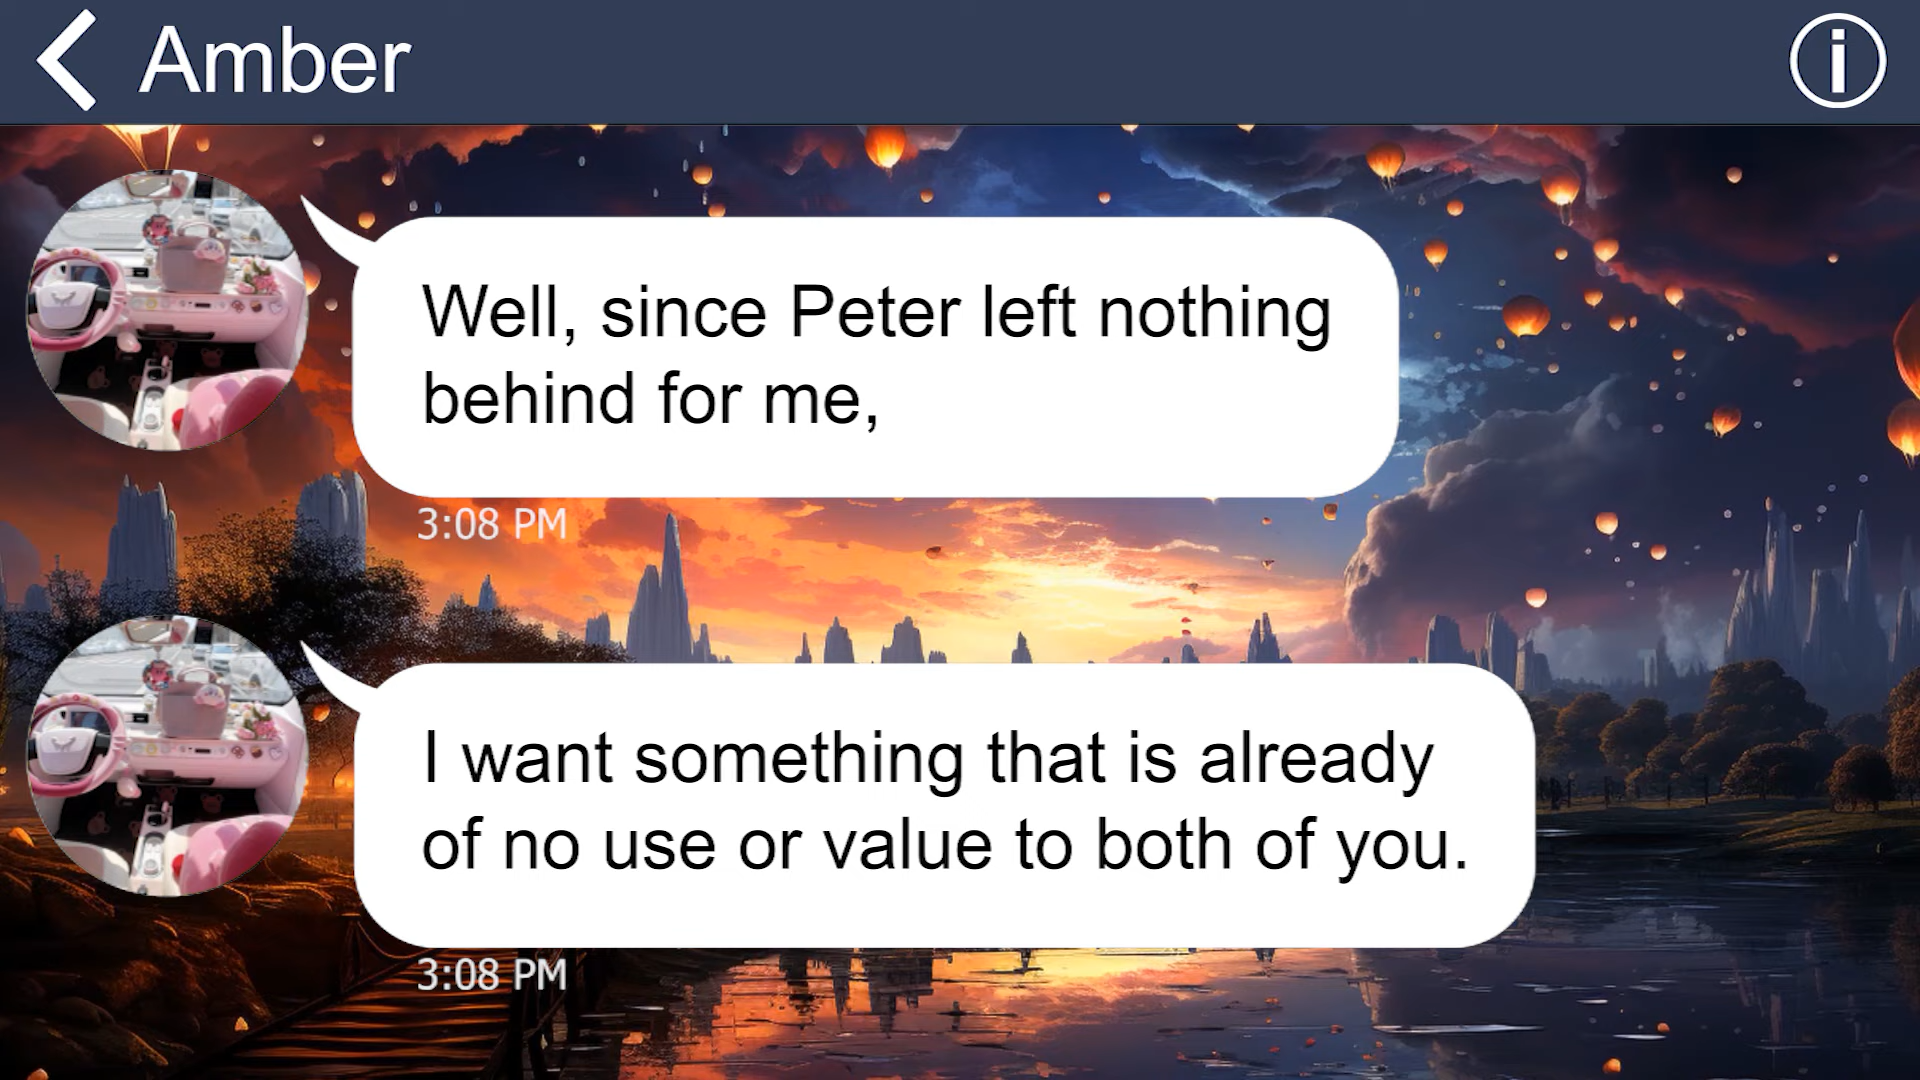 Amber
Well, since Peter left nothing
behind for me,
3:08 PM
I want something that is already
of no use or value to both of you.
3:08 PM